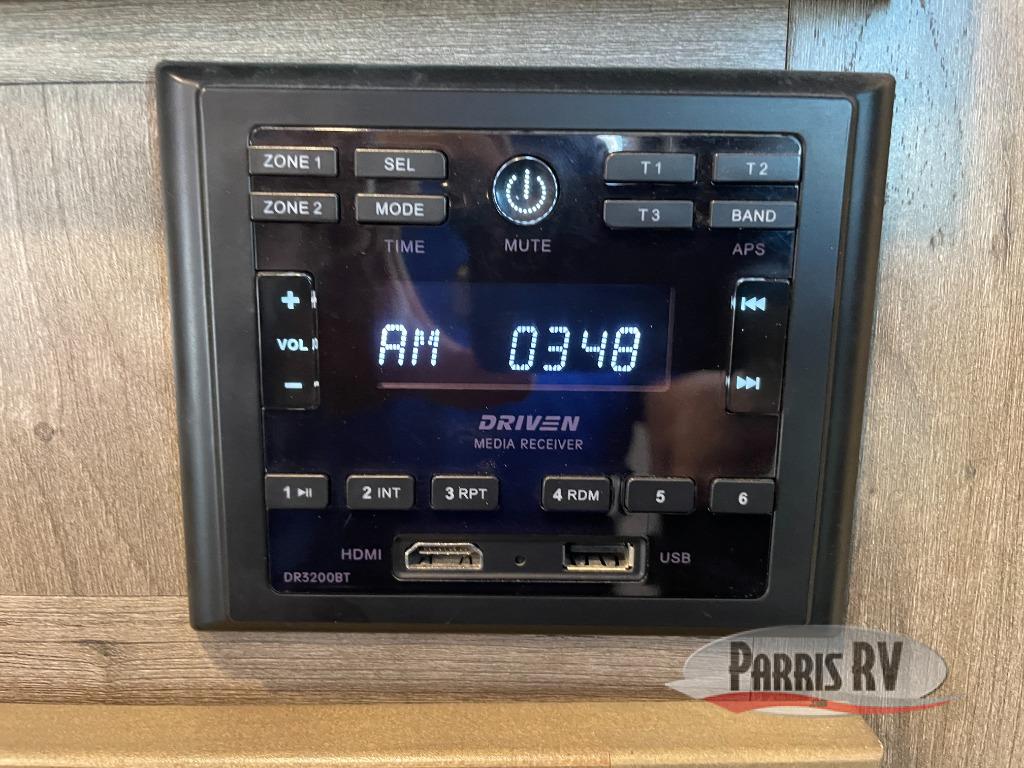 ZONE 1 SEL T1 T2
ZONE 2 MODE T3 BAND
TIME MUTE APS
+
VOL
-
AM 0348
DRIVEN
MEDIA RECEIVER
1 2 INT 3 RPT 4 RDM 5 6
HDMI USB
DR3200BT
PARRIS RV
.com